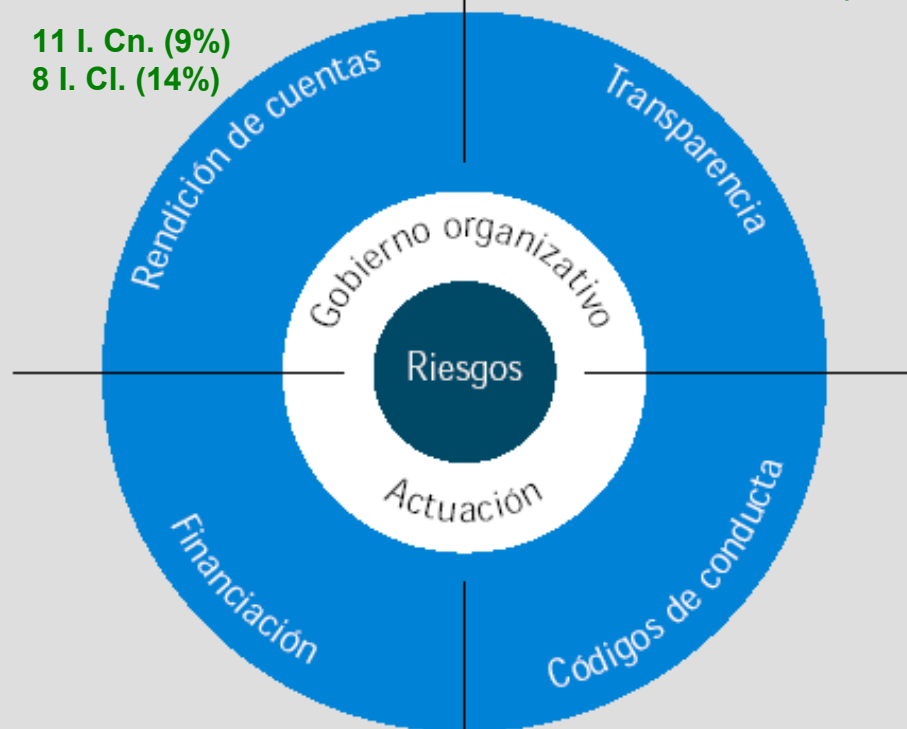 11 I. Cn. (9%)
8 I. Cl. (14%)
Rendición de cuentas
Transparencia
Gobierno organizativo
Riesgos
Actuación
Financiación
Códigos de conducta